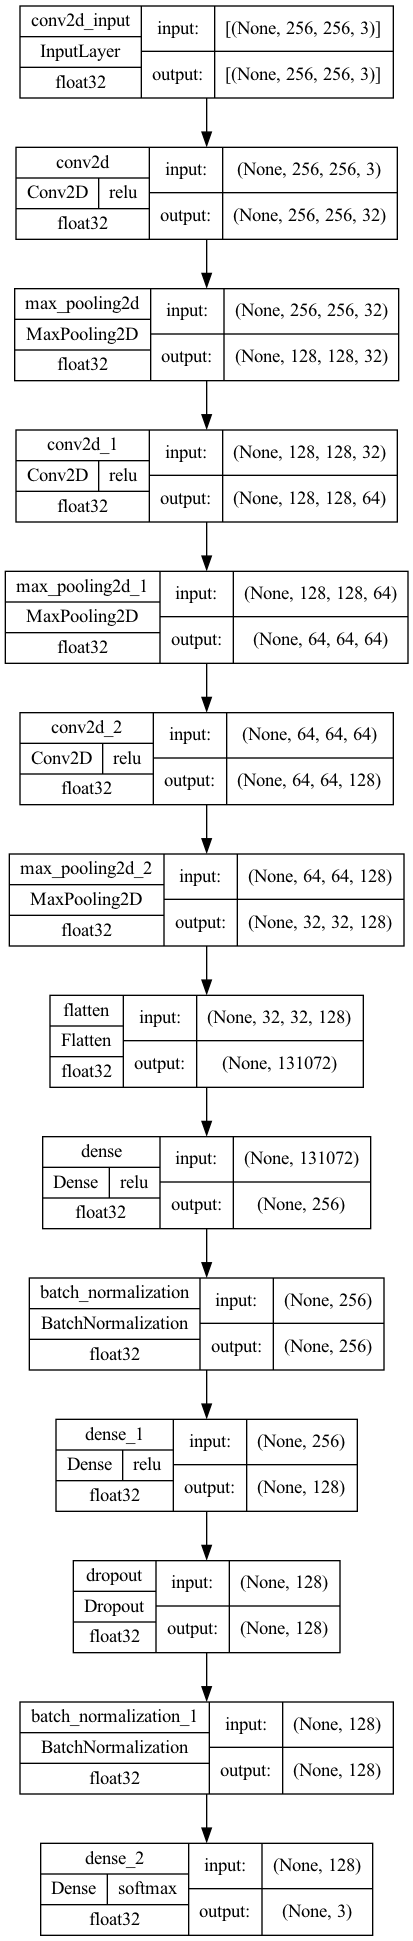 conv2d_input
input:
[(None, 256, 256, 3)]
InputLayer
float32
output:
[(None, 256, 256, 3)]
conv2d
input:
(None, 256, 256, 3)
Conv2D
relu
float32
output:
(None, 256, 256, 32)
max_pooling2d
input:
(None, 256, 256, 32)
MaxPooling2D
float32
output:
(None, 128, 128, 32)
conv2d_1
input:
(None, 128, 128, 32)
Conv2D
relu
float32
output:
(None, 128, 128, 64)
max_pooling2d_1
input:
(None, 128, 128, 64)
MaxPooling2D
float32
output:
(None, 64, 64, 64)
conv2d_2
input:
(None, 64, 64, 64)
Conv2D
relu
float32
output:
(None, 64, 64, 128)
max_pooling2d_2
input:
(None, 64, 64, 128)
MaxPooling2D
float32
output:
(None, 32, 32, 128)
flatten
input:
(None, 32, 32, 128)
Flatten
float32
output:
(None, 131072)
dense
input:
(None, 131072)
Dense
relu
float32
output:
(None, 256)
batch_normalization
input:
(None, 256)
BatchNormalization
float32
output:
(None, 256)
dense_1
input:
(None, 256)
Dense
relu
float32
output:
(None, 128)
dropout
input:
(None, 128)
Dropout
float32
output:
(None, 128)
batch_normalization_1
input:
(None, 128)
BatchNormalization
float32
output:
(None, 128)
dense_2
input:
(None, 128)
Dense
softmax
float32
output:
(None, 3)